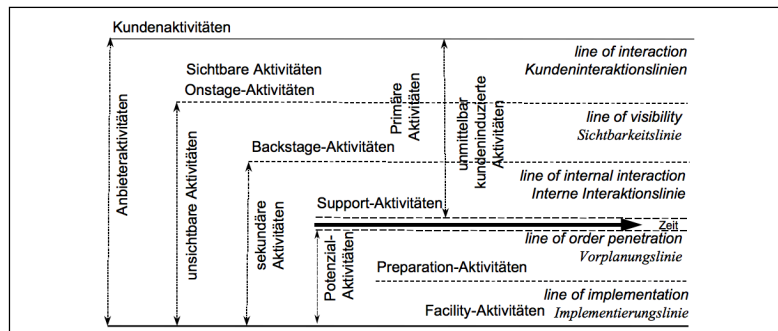 Kundenaktivitäten
line of interaction
Kundeninteraktionslinien
Sichtbare Aktivitäten
Onstage-Aktivitäten
Primäre
Aktivitäten
unmittelbar
kundeninduzierte
Aktivitäten
line of visibility
Sichtbarkeitslinie
Anbieteraktivitäten
unsichtbare Aktivitäten
Backstage-Aktivitäten
line of internal interaction
Interne Interaktionslinie
sekundäre
Aktivitäten
Support-Aktivitäten
Zeit
Potenzial-
Aktivitäten
line of order penetration
Vorplanungslinie
Preparation-Aktivitäten
line of implementation
Facility-Aktivitäten
Implementierungslinie